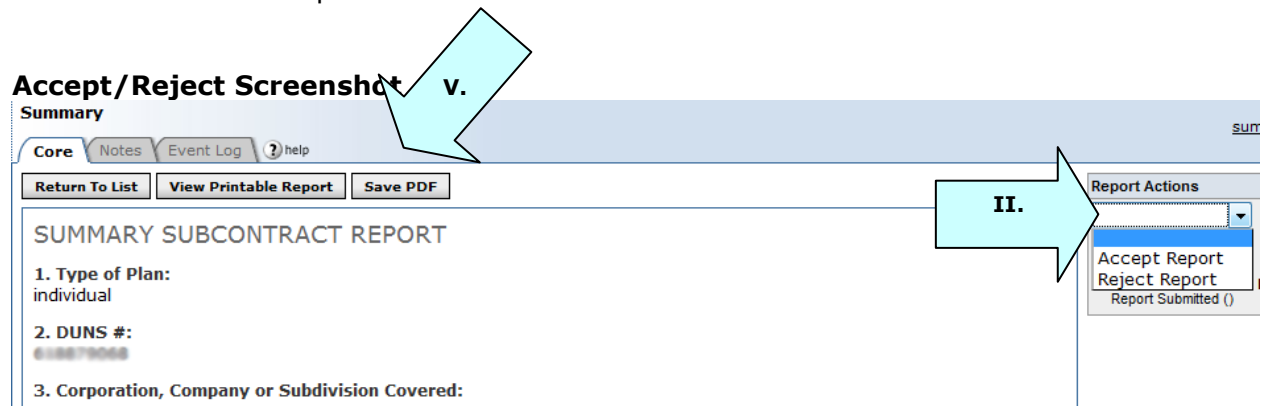 Accept/Reject Screenshot V.
Summary
Core Notes Event Log ? help
Return To List View Printable Report Save PDF
II.
Report Actions
Accept Report
Reject Report
Report Submitted ()
SUMMARY SUBCONTRACT REPORT
1. Type of Plan:
individual
2. DUNS #:
3. Corporation, Company or Subdivision Covered: